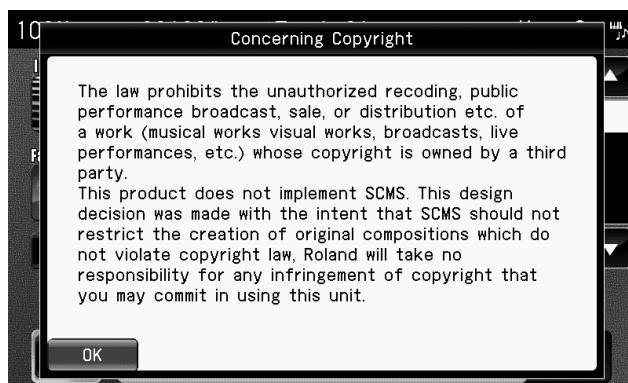 Concerning Copyright
The law prohibits the unauthorized recoding, public
performance broadcast, sale, or distribution etc. of
a work (musical works visual works, broadcasts, live
performances, etc.) whose copyright is owned by a third
party.
This product does not implement SCMS. This design
decision was made with the intent that SCMS should not
restrict the creation of original compositions which do
not violate copyright law, Roland will take no
responsibility for any infringement of copyright that
you may commit in using this unit.
OK